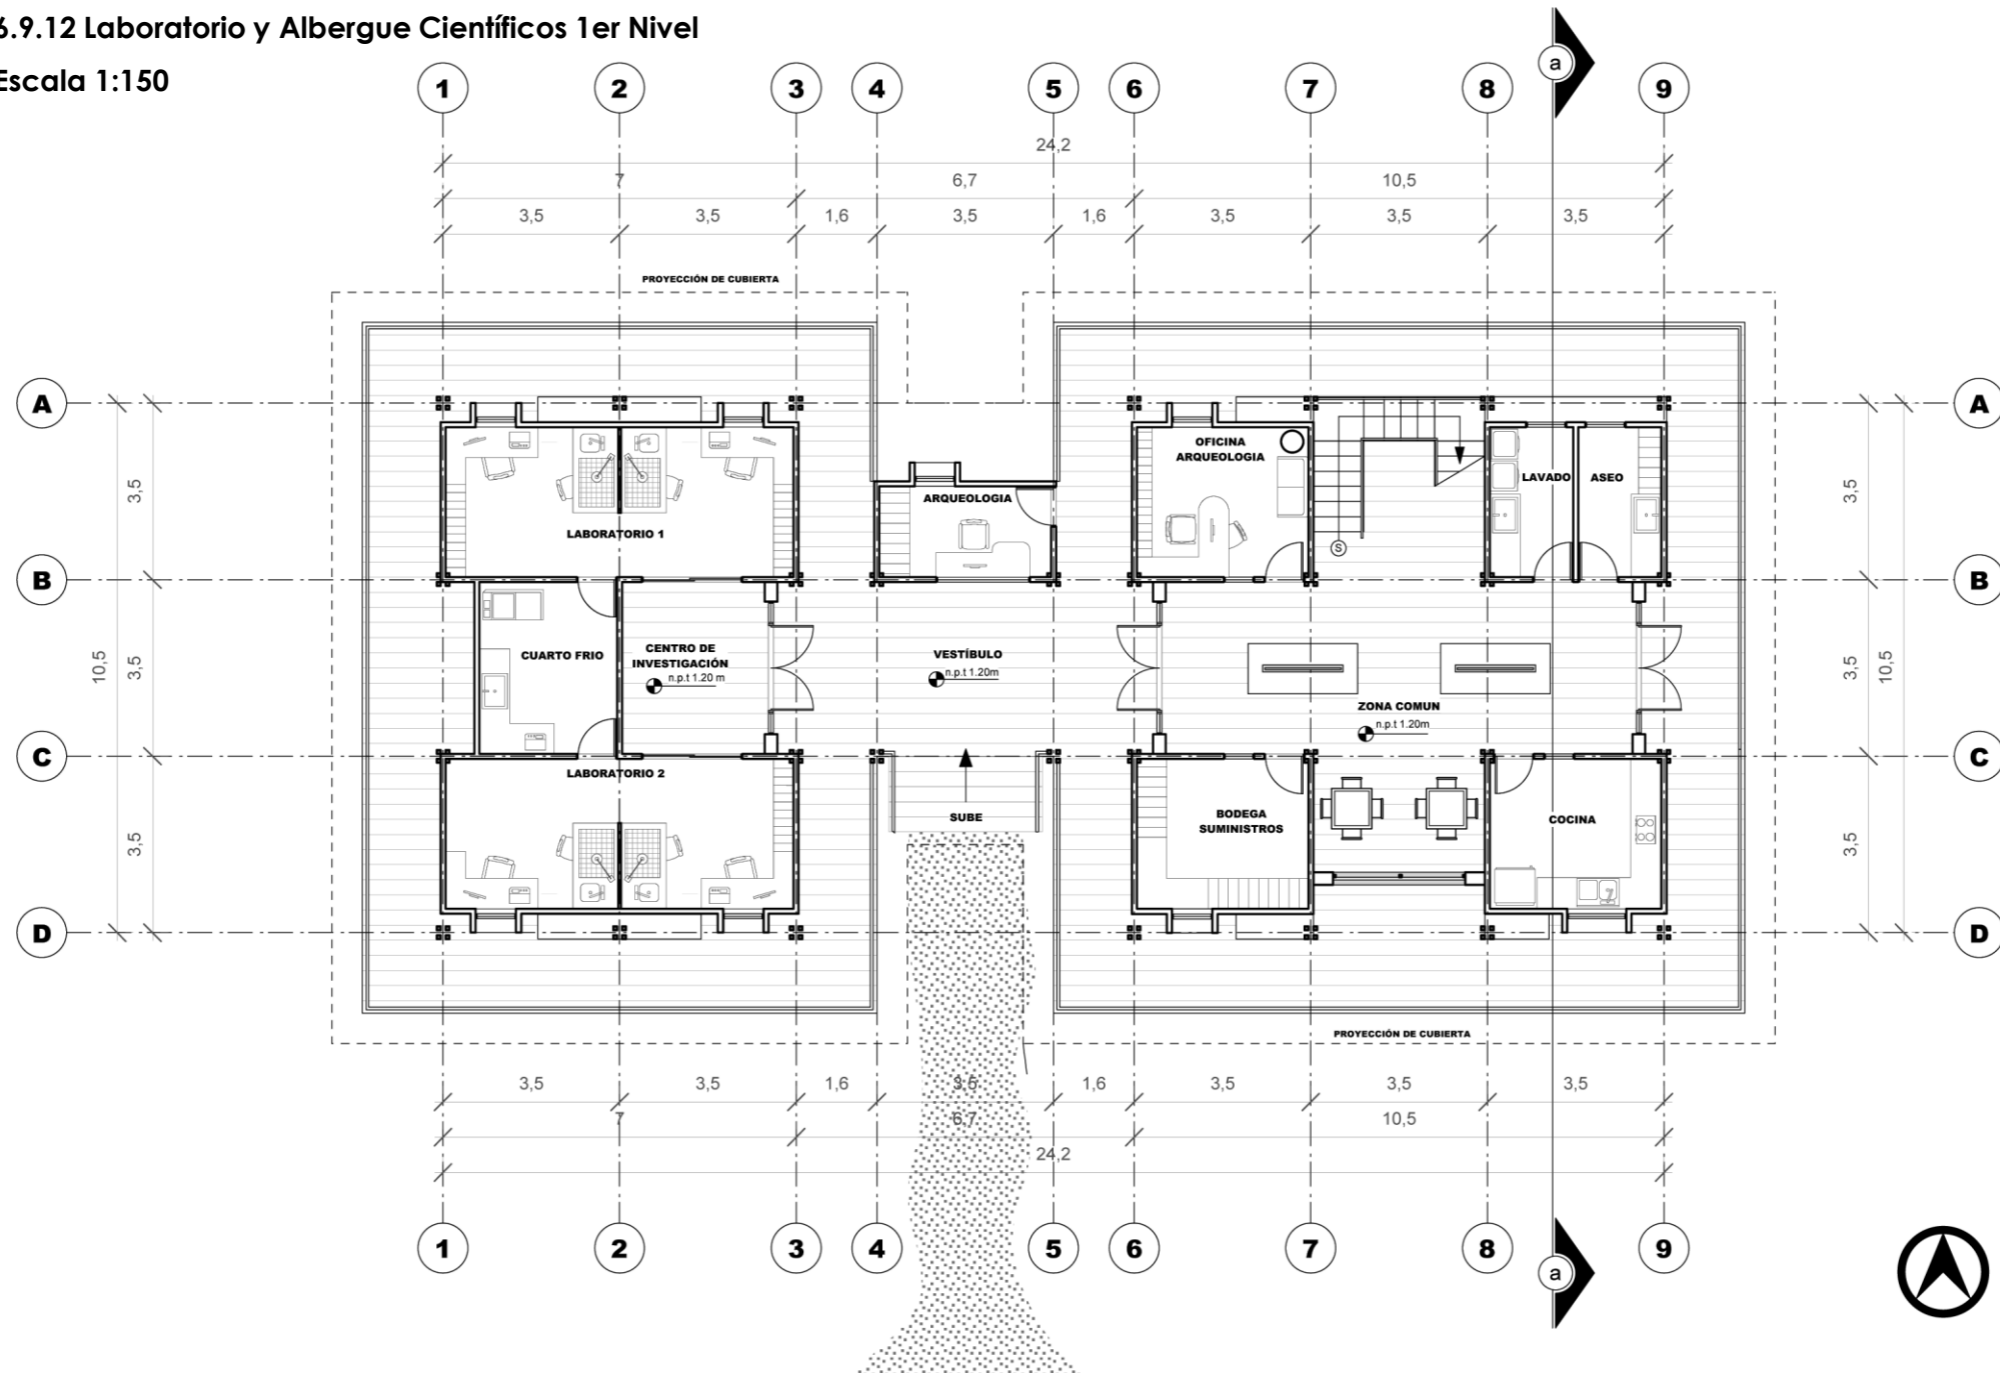 6.9.12 Laboratorio y Albergue Científicos 1er Nivel
Escala 1:150
1 2 3 4 5 6 7 8 9
a
24,2
7 6,7 10,5
3,5 3,5 1,6 3,5 1,6 3,5 3,5 3,5
PROYECCIÓN DE CUBIERTA
A A
OFICINA
ARQUEOLOGIA
LAVADO ASEO
ARQUEOLOGIA
3,5 3,5
LABORATORIO 1
S
B B
CUARTO FRIO
CENTRO DE
INVESTIGACIÓN
n.p.t 1.20 m
VESTÍBULO
n.p.t 1.20m
10,5 3,5 3,5 10,5
ZONA COMUN
n.p.t 1.20m
C C
LABORATORIO 2
SUBE
BODEGA
SUMINISTROS
COCINA
3,5 3,5
D D
PROYECCIÓN DE CUBIERTA
3,5 3,5 1,6 3,5 1,6 3,5 3,5 3,5
7 6,7 10,5
24,2
1 2 3 4 5 6 7 8 9
a